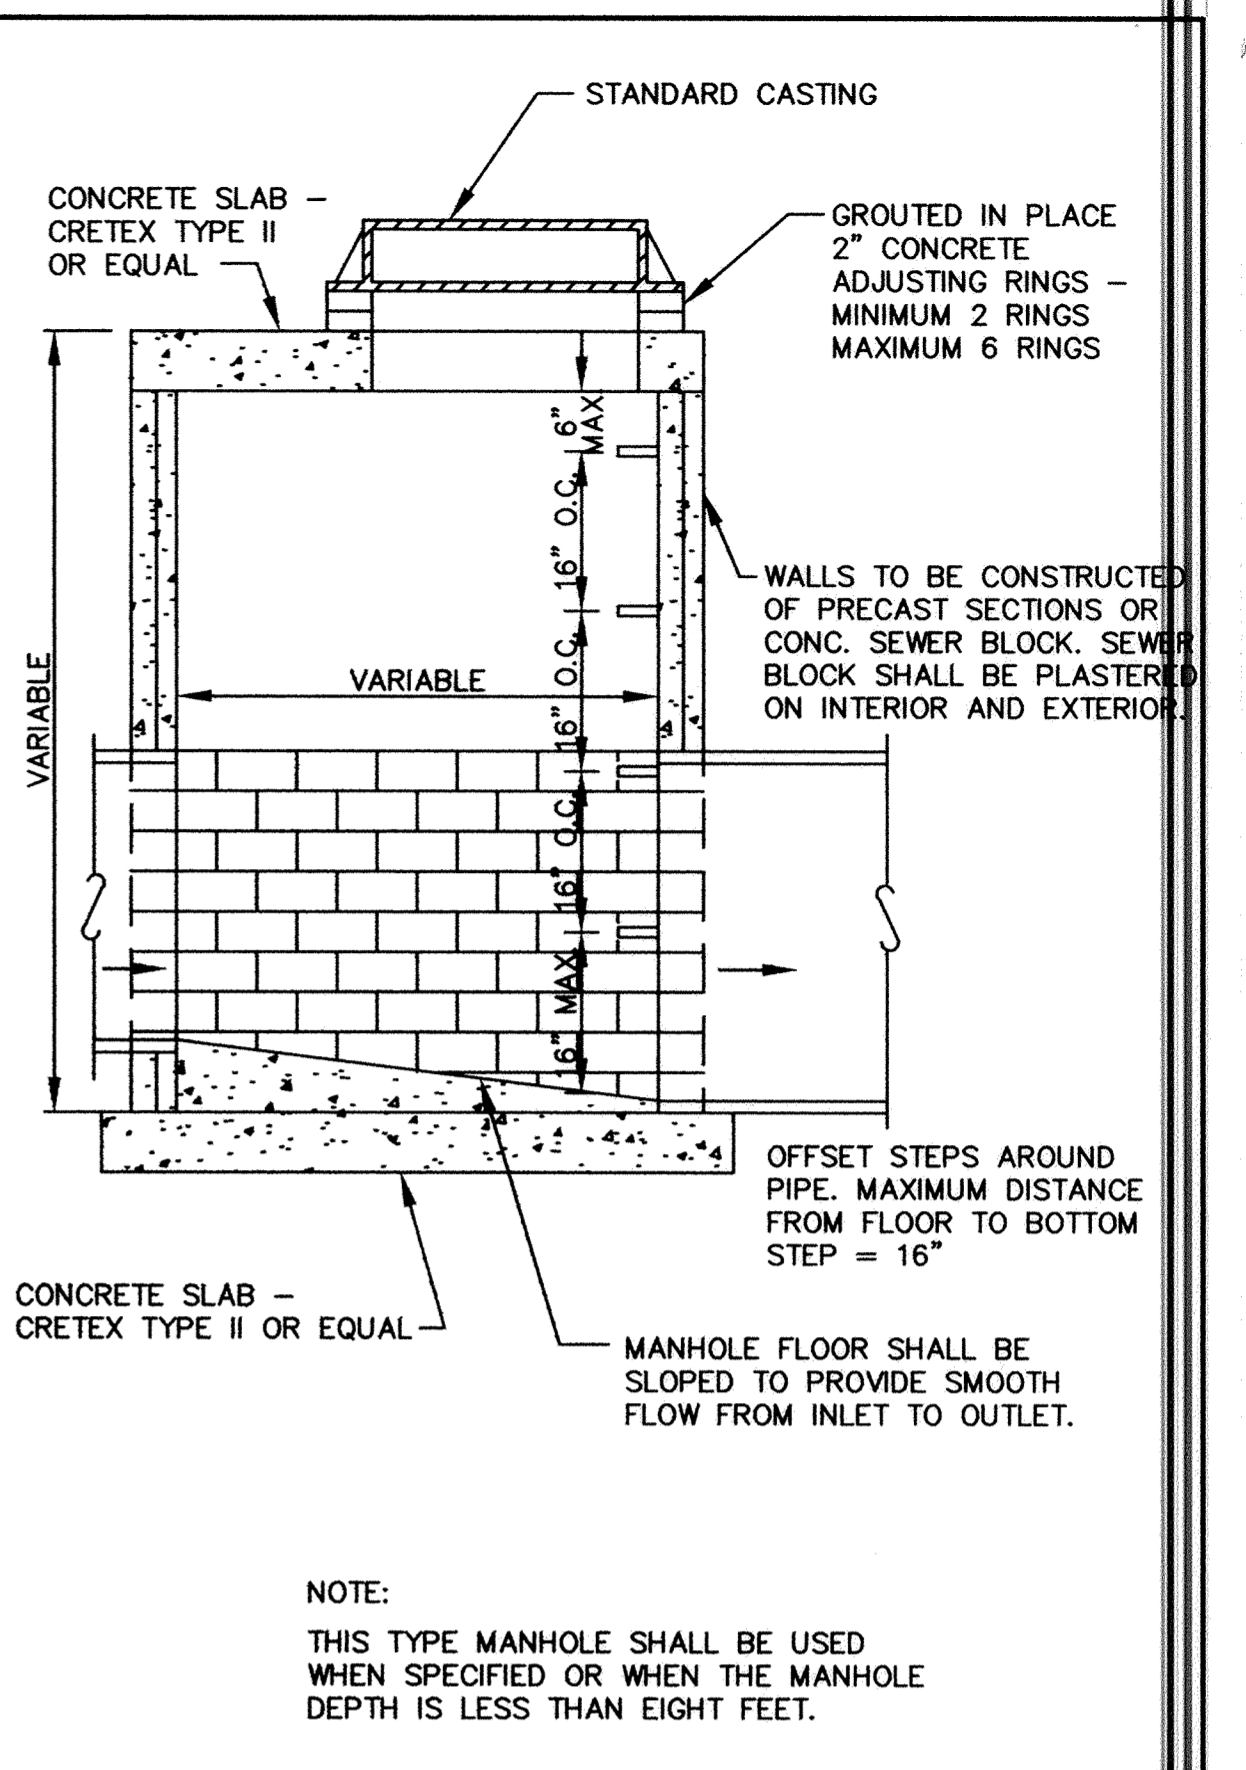 STANDARD CASTING
CONCRETE SLAB –
CRETEX TYPE II
OR EQUAL
GROUTED IN PLACE
2" CONCRETE
ADJUSTING RINGS –
MINIMUM 2 RINGS
MAXIMUM 6 RINGS
6"
MAX
16" O.C.
16" O.C.
16" O.C.
16" MAX
WALLS TO BE CONSTRUCTED
OF PRECAST SECTIONS OR
CONC. SEWER BLOCK. SEWER
BLOCK SHALL BE PLASTERED
ON INTERIOR AND EXTERIOR.
VARIABLE
VARIABLE
OFFSET STEPS AROUND
PIPE. MAXIMUM DISTANCE
FROM FLOOR TO BOTTOM
STEP = 16"
CONCRETE SLAB –
CRETEX TYPE II OR EQUAL
MANHOLE FLOOR SHALL BE
SLOPED TO PROVIDE SMOOTH
FLOW FROM INLET TO OUTLET.
NOTE:
THIS TYPE MANHOLE SHALL BE USED
WHEN SPECIFIED OR WHEN THE MANHOLE
DEPTH IS LESS THAN EIGHT FEET.